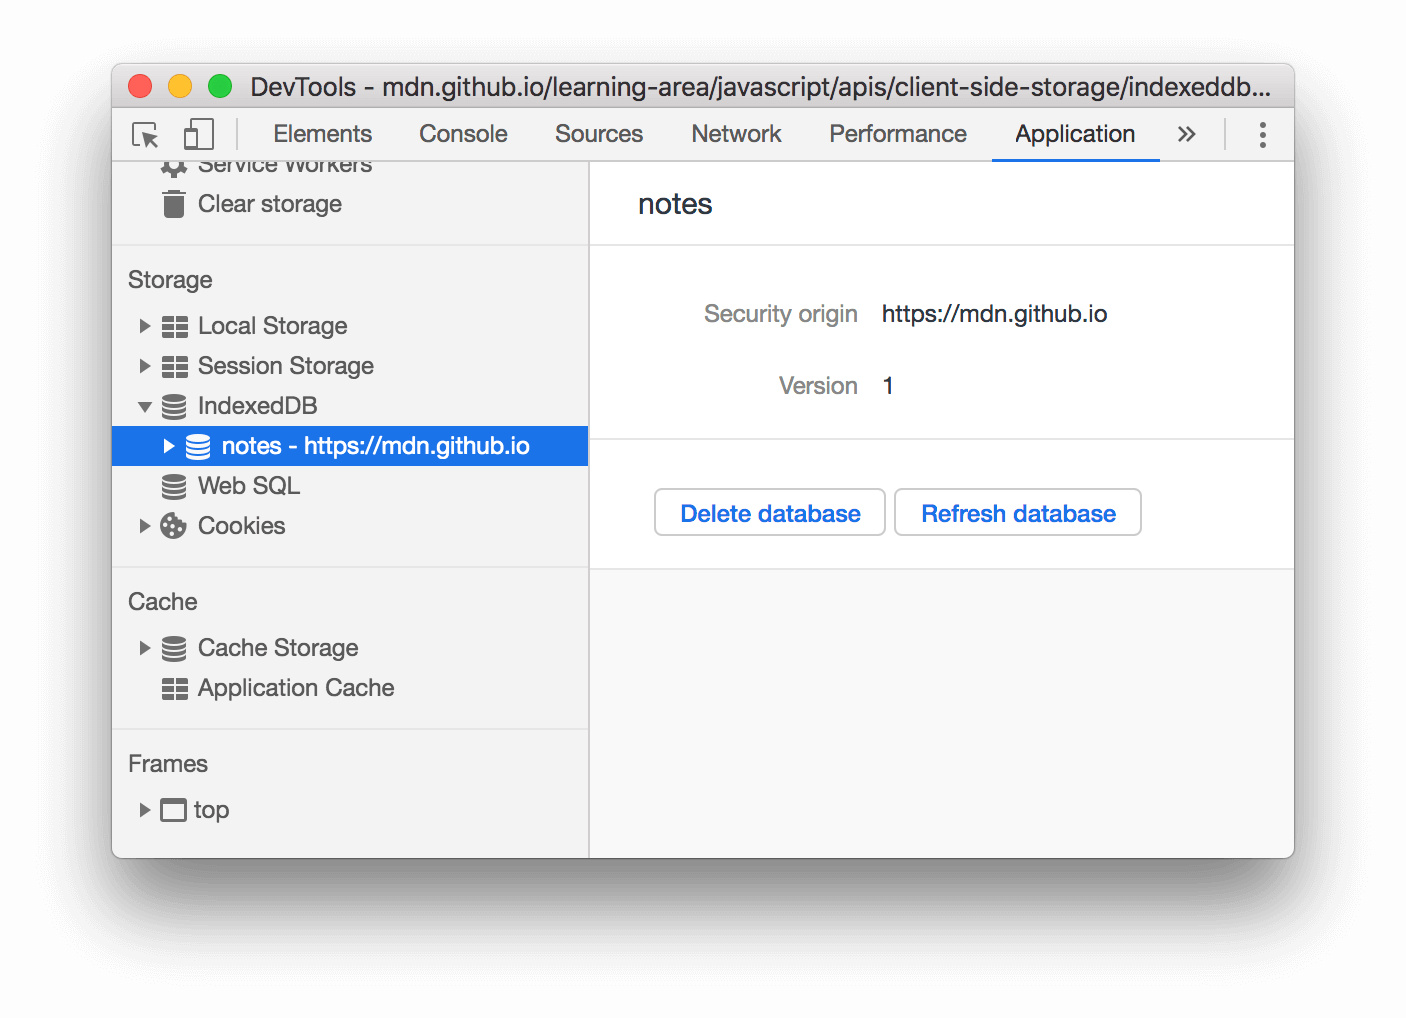 DevTools - mdn.github.io/learning-area/javascript/apis/client-side-storage/indexeddb...
Elements Console Sources Network Performance Application »
Service Workers
Clear storage
Storage
Local Storage
Session Storage
IndexedDB
notes - https://mdn.github.io
Web SQL
Cookies
Cache
Cache Storage
Application Cache
Frames
top
notes
Security origin https://mdn.github.io
Version 1
Delete database Refresh database